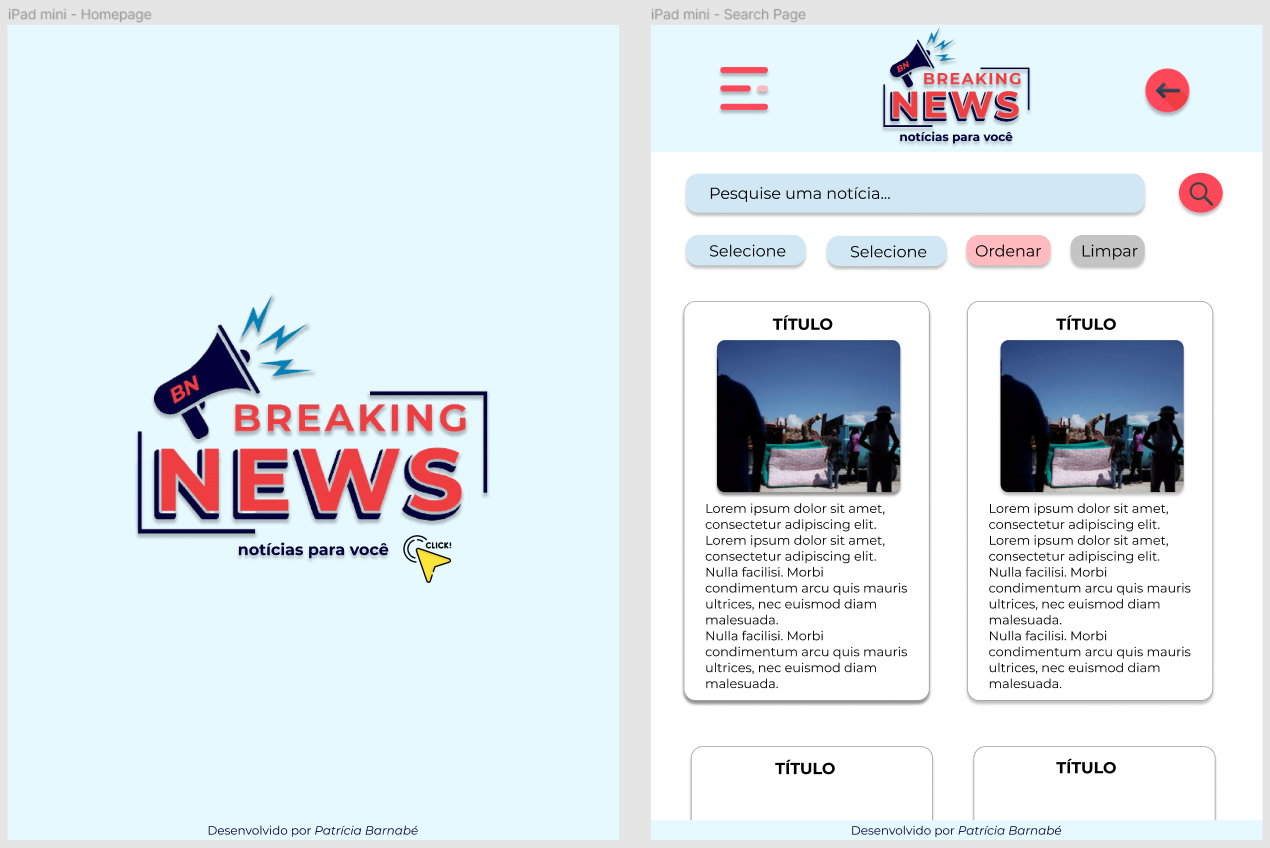 iPad mini - Homepage
BN
BREAKING
NEWS
notícias para você
CLICK!
Desenvolvido por Patrícia Barnabé
iPad mini - Search Page
BN
BREAKING
NEWS
notícias para você
Pesquise uma notícia...
Selecione
Selecione
Ordenar
Limpar
TÍTULO
Lorem ipsum dolor sit amet,
consectetur adipiscing elit.
Lorem ipsum dolor sit amet,
consectetur adipiscing elit.
Nulla facilisi. Morbi
condimentum arcu quis mauris
ultrices, nec euismod diam
malesuada.
Nulla facilisi. Morbi
condimentum arcu quis mauris
ultrices, nec euismod diam
malesuada.
TÍTULO
Lorem ipsum dolor sit amet,
consectetur adipiscing elit.
Lorem ipsum dolor sit amet,
consectetur adipiscing elit.
Nulla facilisi. Morbi
condimentum arcu quis mauris
ultrices, nec euismod diam
malesuada.
Nulla facilisi. Morbi
condimentum arcu quis mauris
ultrices, nec euismod diam
malesuada.
TÍTULO
TÍTULO
Desenvolvido por Patrícia Barnabé